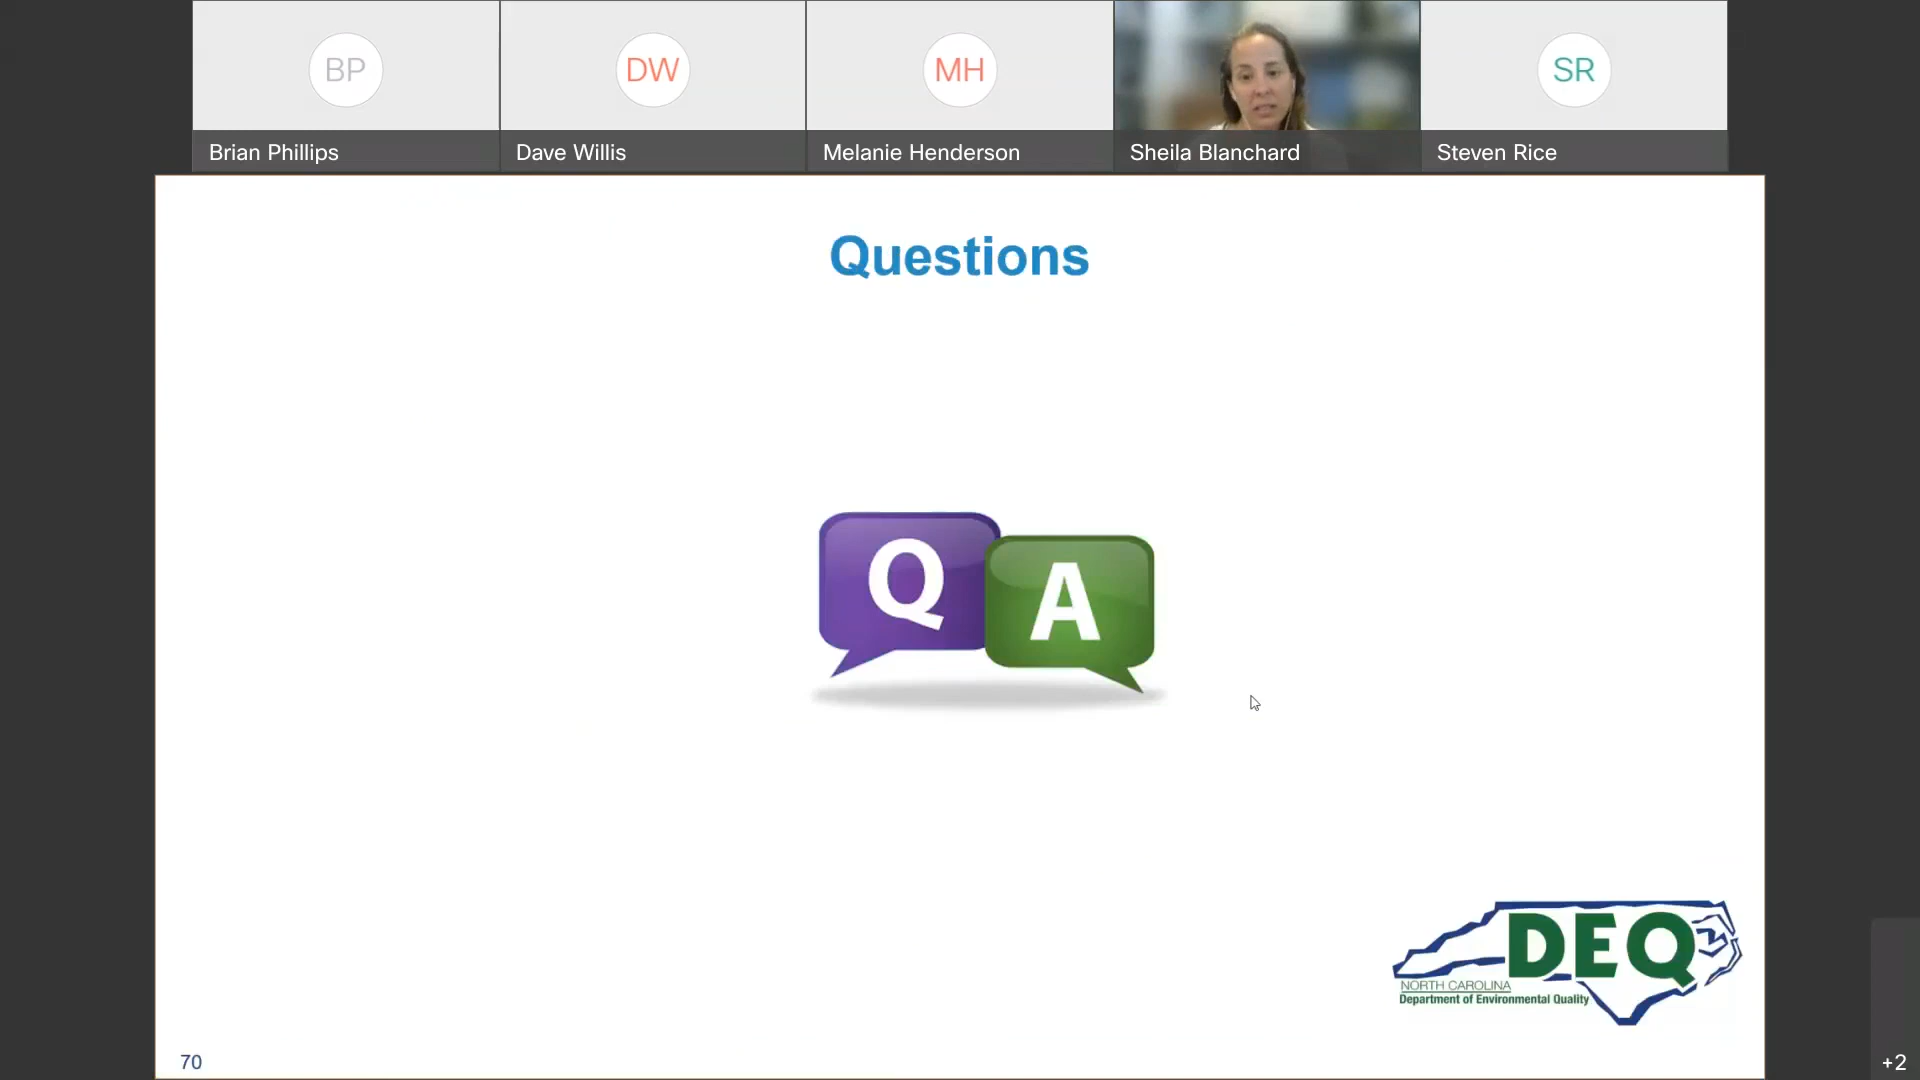 BP
DW
MH
SR
Brian Phillips
Dave Willis
Melanie Henderson
Sheila Blanchard
Steven Rice
Questions
Q
A
DEQ
NORTH CAROLINA
Department of Environmental Quality
70
+2